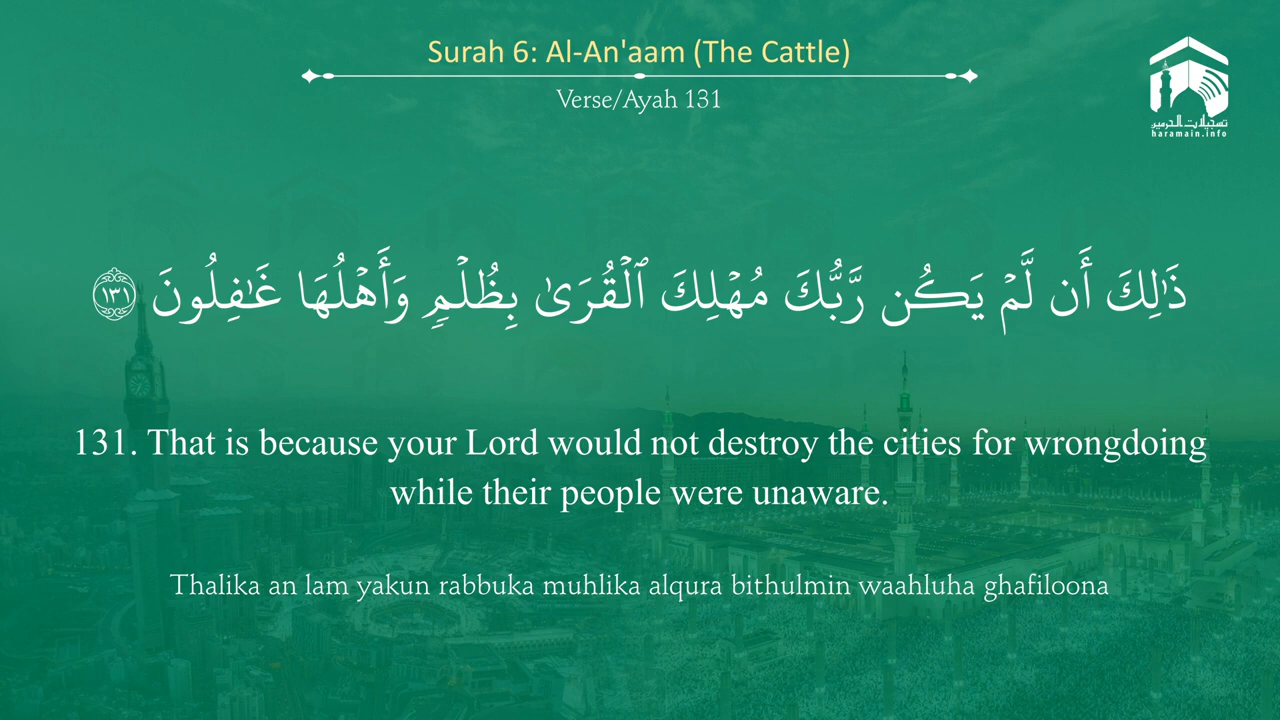 Surah 6: Al-An'aam (The Cattle)
Verse/Ayah 131
تسجيلات الحرمين
haramain.info
ذَٰلِكَ أَن لَّمْ يَكُن رَّبُّكَ مُهْلِكَ ٱلْقُرَىٰ بِظُلْمٍ وَأَهْلُهَا غَـٰفِلُونَ ١٣١
131. That is because your Lord would not destroy the cities for wrongdoing
while their people were unaware.
Thalika an lam yakun rabbuka muhlika alqura bithulmin waahluha ghafiloona